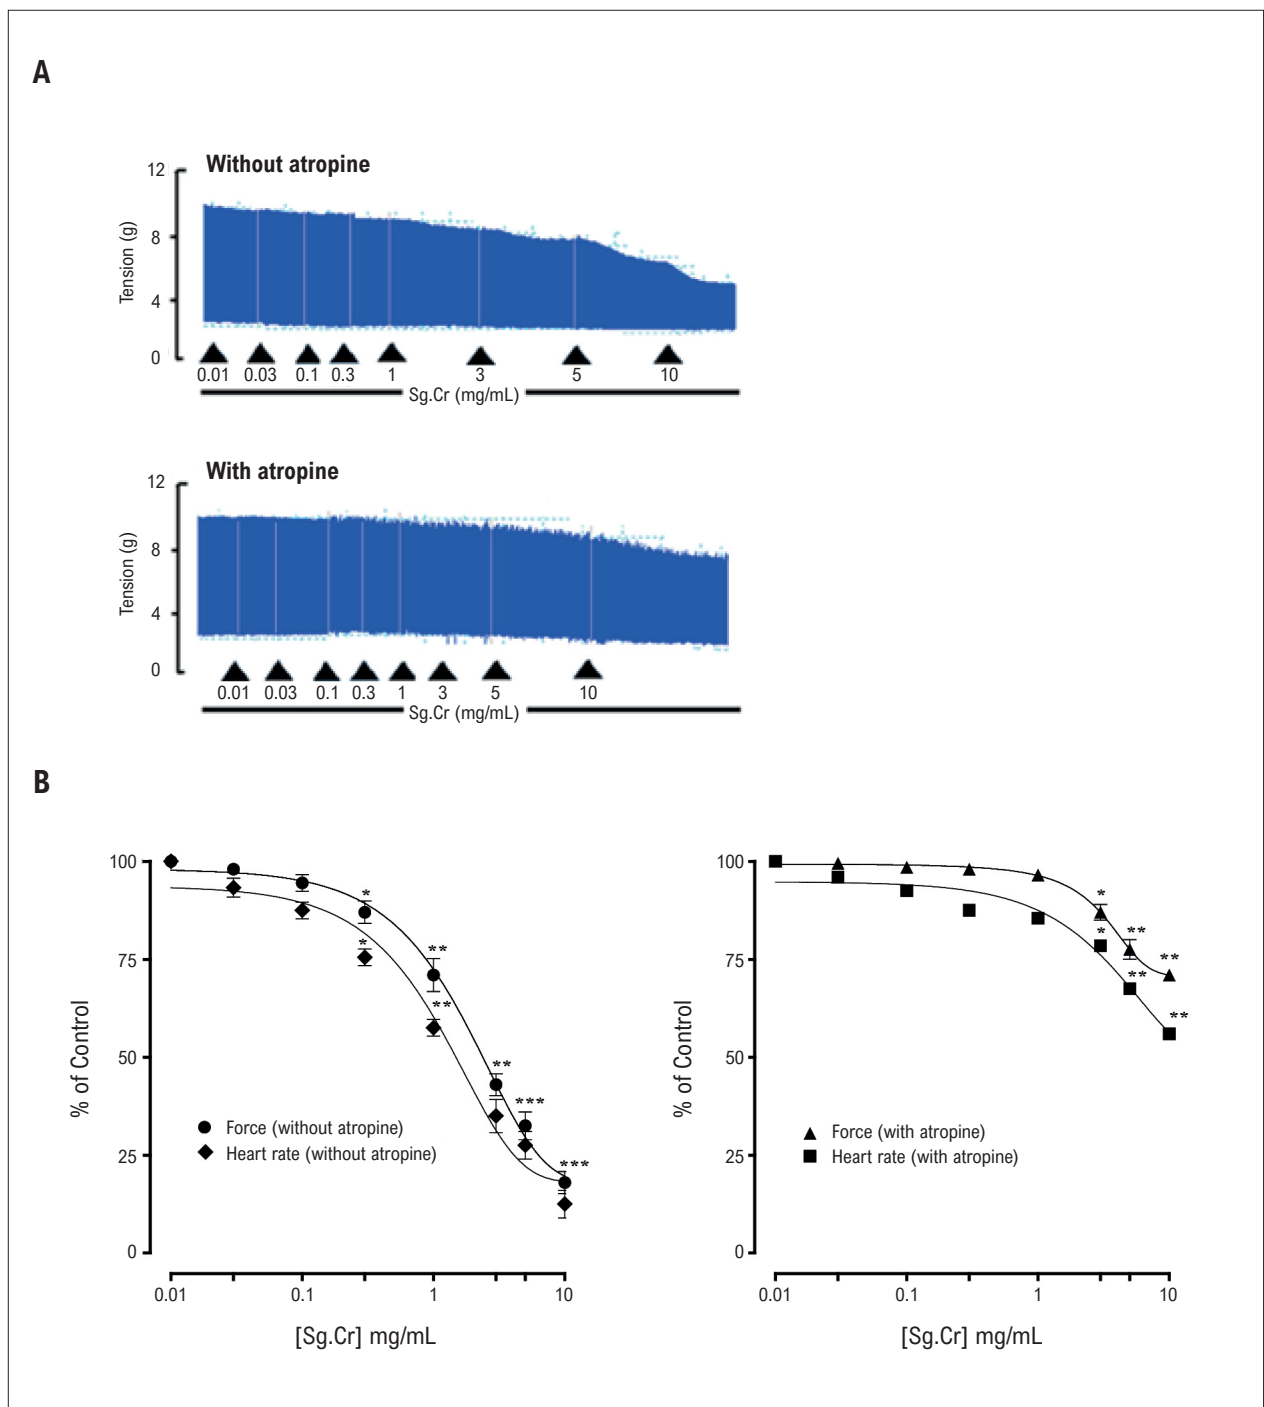 A
Without atropine
12
8
4
0
Tension (g)
0.01 0.03 0.1 0.3 1 3 5 10
Sg.Cr (mg/mL)
With atropine
12
8
4
0
Tension (g)
0.01 0.03 0.1 0.3 1 3 5 10
Sg.Cr (mg/mL)
B
100
75
50
25
0
% of Control
*
*
**
**
**
***
***
Force (without atropine)
Heart rate (without atropine)
0.01 0.1 1 10
[Sg.Cr] mg/mL
100
75
50
25
0
% of Control
*
*
**
**
**
**
Force (with atropine)
Heart rate (with atropine)
0.01 0.1 1 10
[Sg.Cr] mg/mL